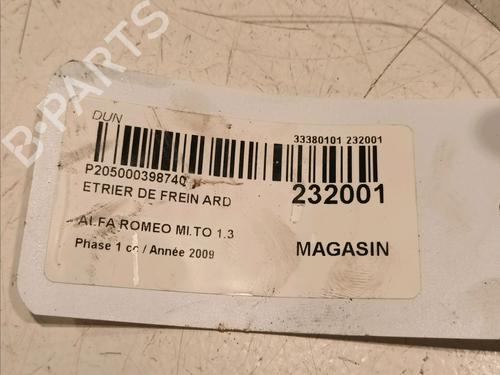 DUN
33380101 232001
P205000398740
ETRIER DE FREIN ARD
232001
ALFA ROMEO MI.TO 1.3
Phase 1 cc / Année 2009
MAGASIN
B-PARTS